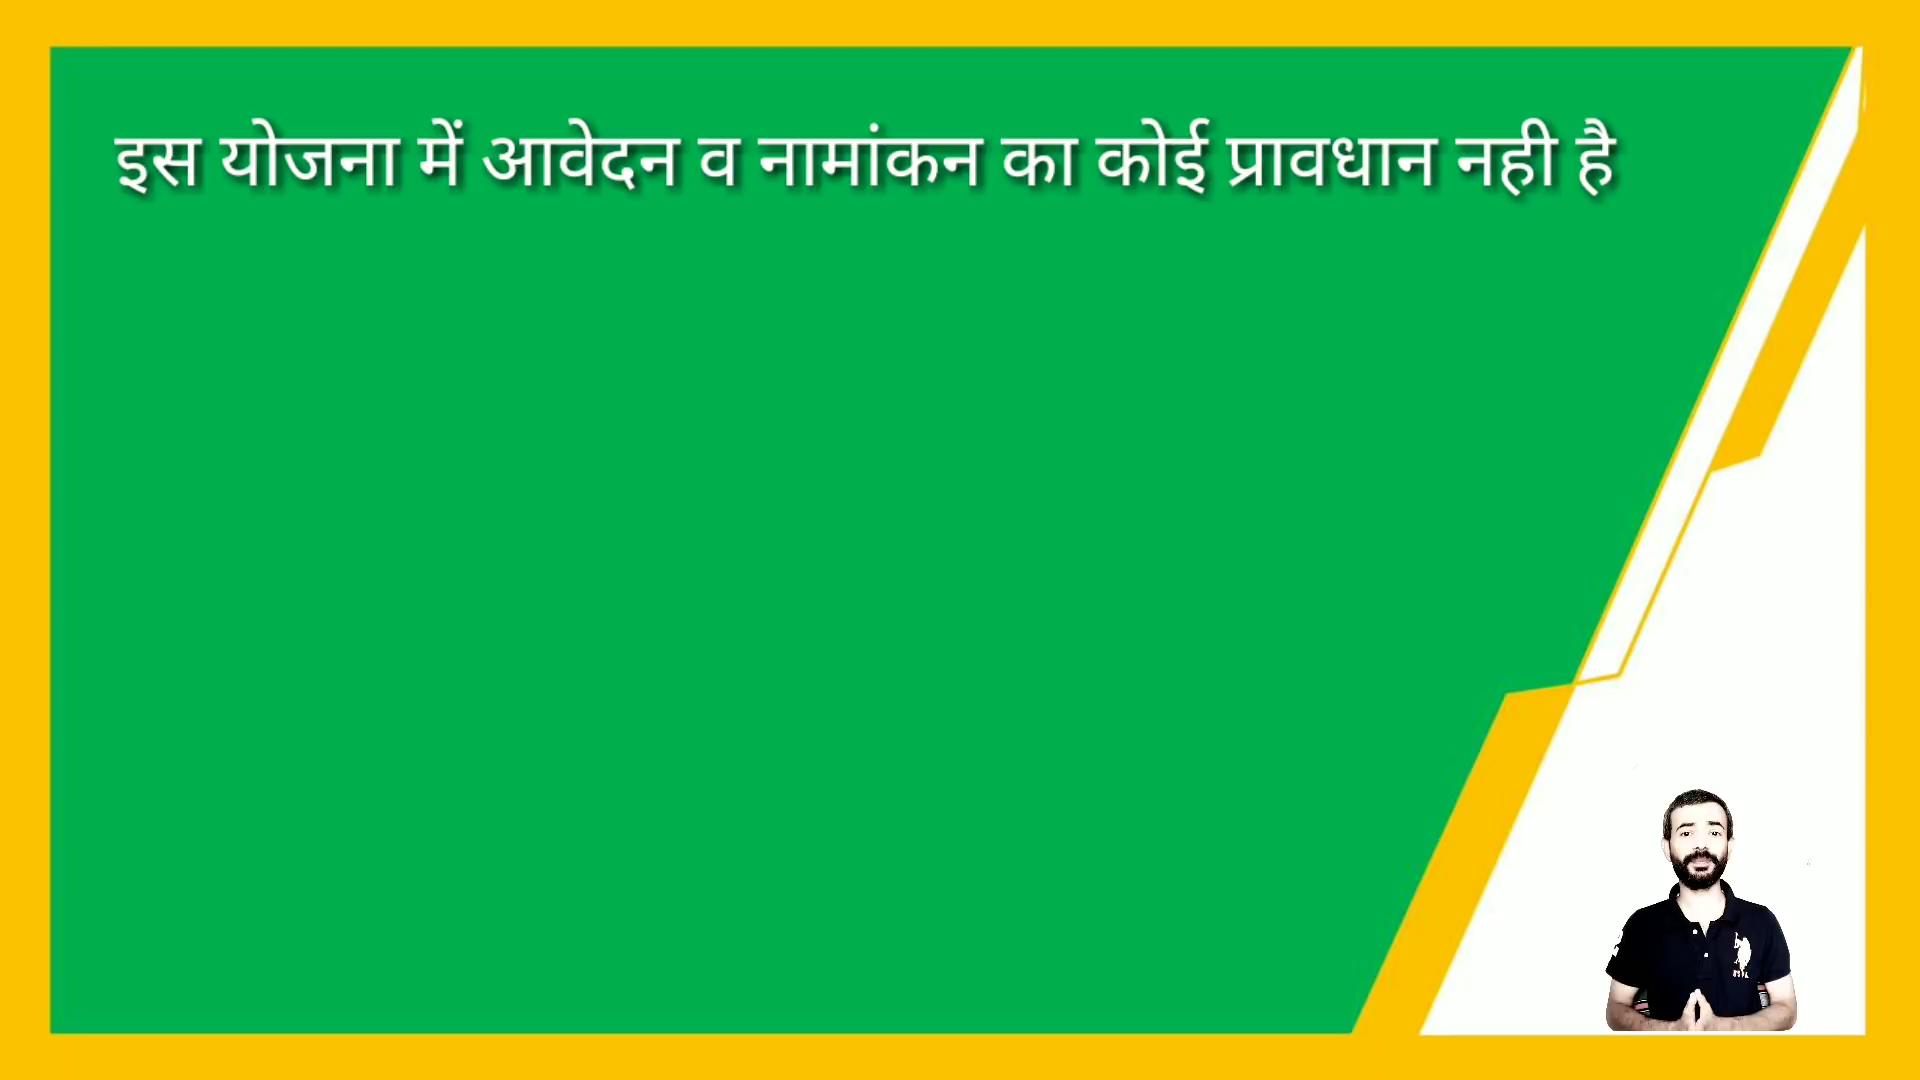 इस योजना में आवेदन व नामांकन का कोई प्रावधान नही है